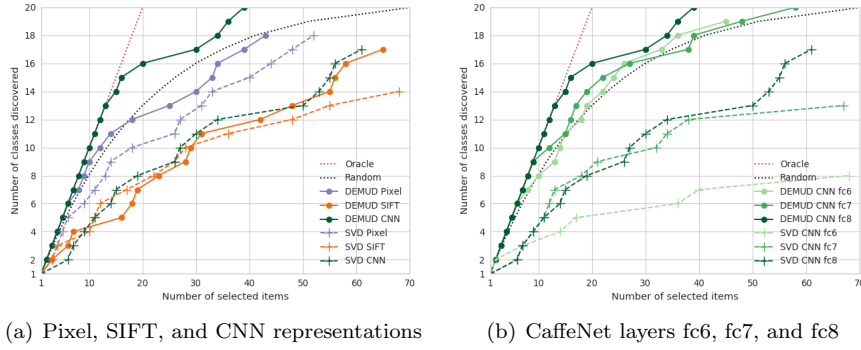 20
18
16
14
12
10
8
6
4
2
1
Number of classes discovered
1
10
20
30
40
50
60
70
Number of selected items
Oracle
Random
DEMUD Pixel
DEMUD SIFT
DEMUD CNN
SVD Pixel
SVD SIFT
SVD CNN
(a) Pixel, SIFT, and CNN representations
20
18
16
14
12
10
8
6
4
2
1
Number of classes discovered
1
10
20
30
40
50
60
70
Number of selected items
Oracle
Random
DEMUD CNN fc6
DEMUD CNN fc7
DEMUD CNN fc8
SVD CNN fc6
SVD CNN fc7
SVD CNN fc8
(b) CaffeNet layers fc6, fc7, and fc8